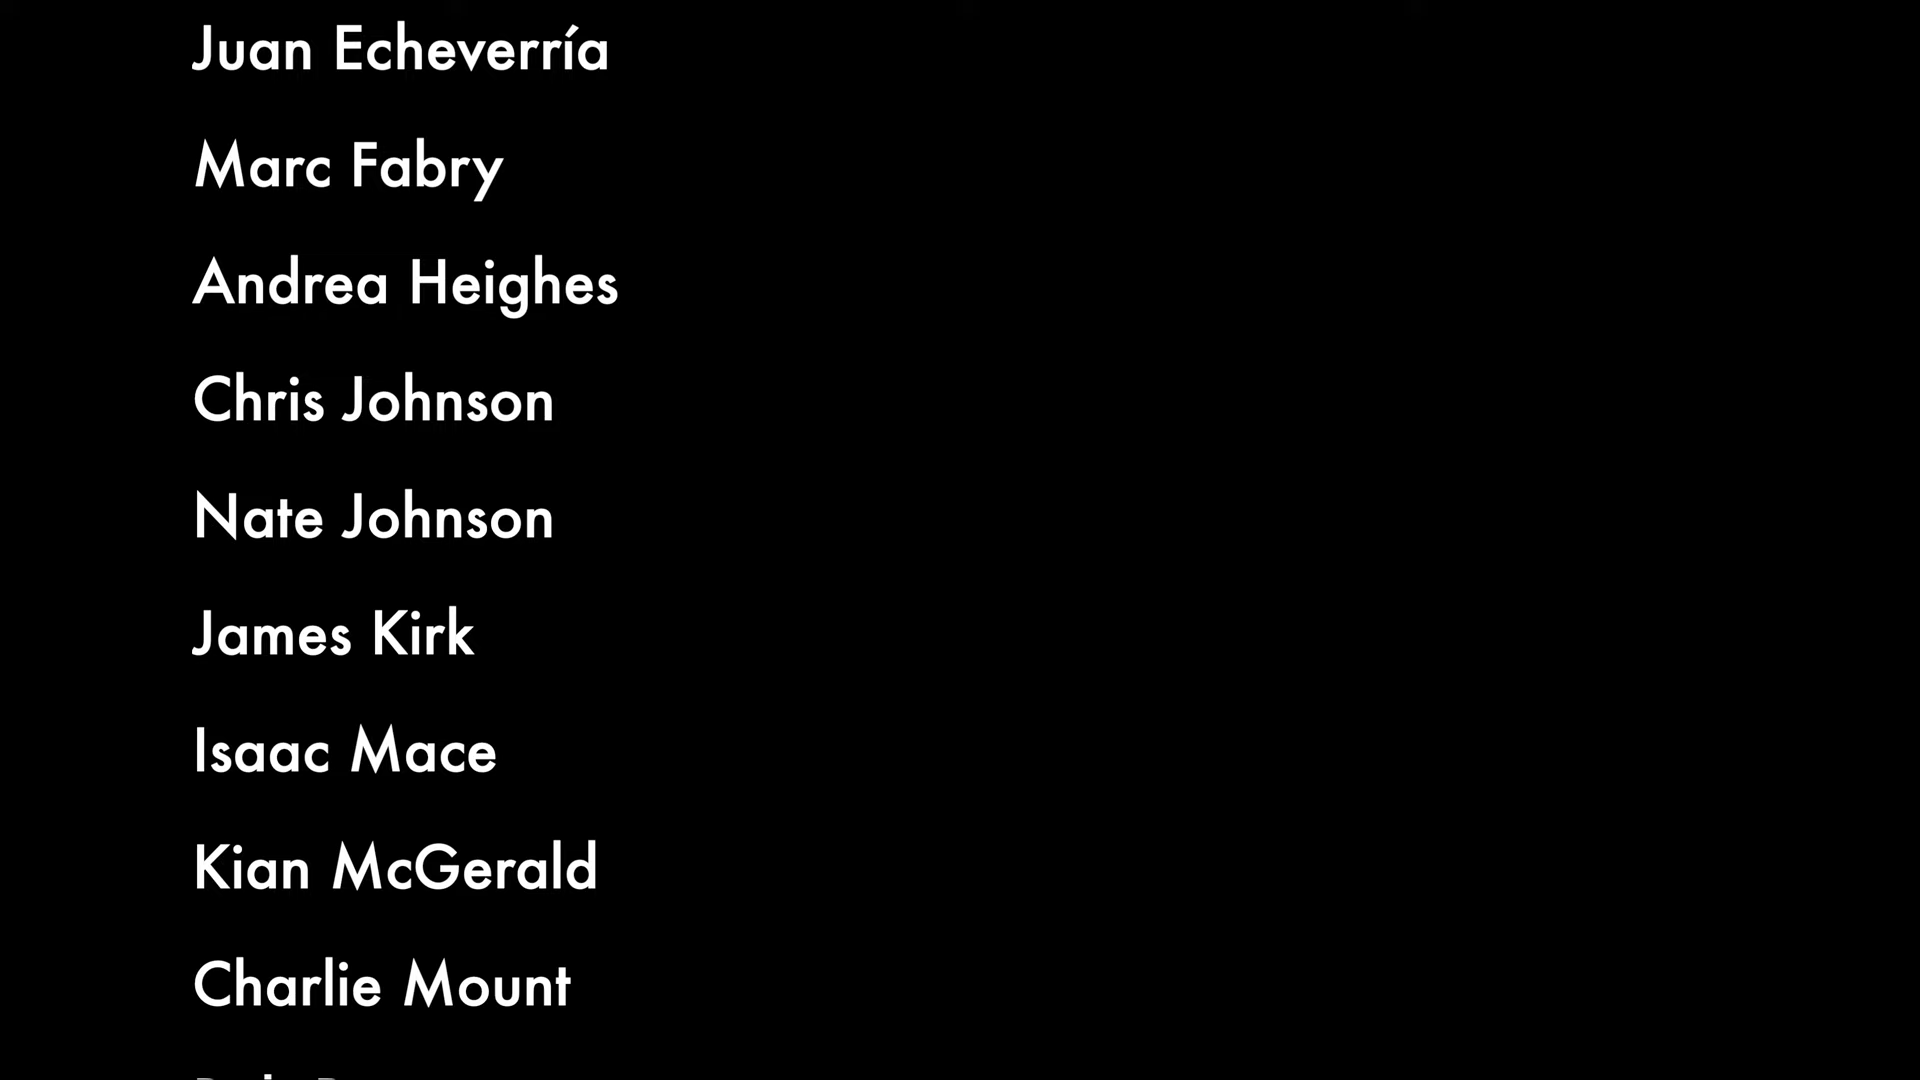 Juan Echeverría
Marc Fabry
Andrea Heighes
Chris Johnson
Nate Johnson
James Kirk
Isaac Mace
Kian McGerald
Charlie Mount